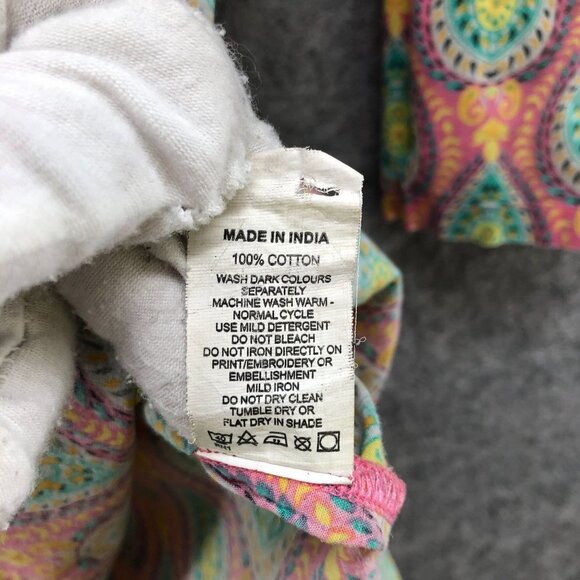 MADE IN INDIA
100% COTTON
WASH DARK COLOURS
SEPARATELY
MACHINE WASH WARM -
NORMAL CYCLE
USE MILD DETERGENT
DO NOT BLEACH
DO NOT IRON DIRECTLY ON
PRINT/EMBROIDERY OR
EMBELLISHMENT
MILD IRON
DO NOT DRY CLEAN
TUMBLE DRY OR
FLAT DRY IN SHADE